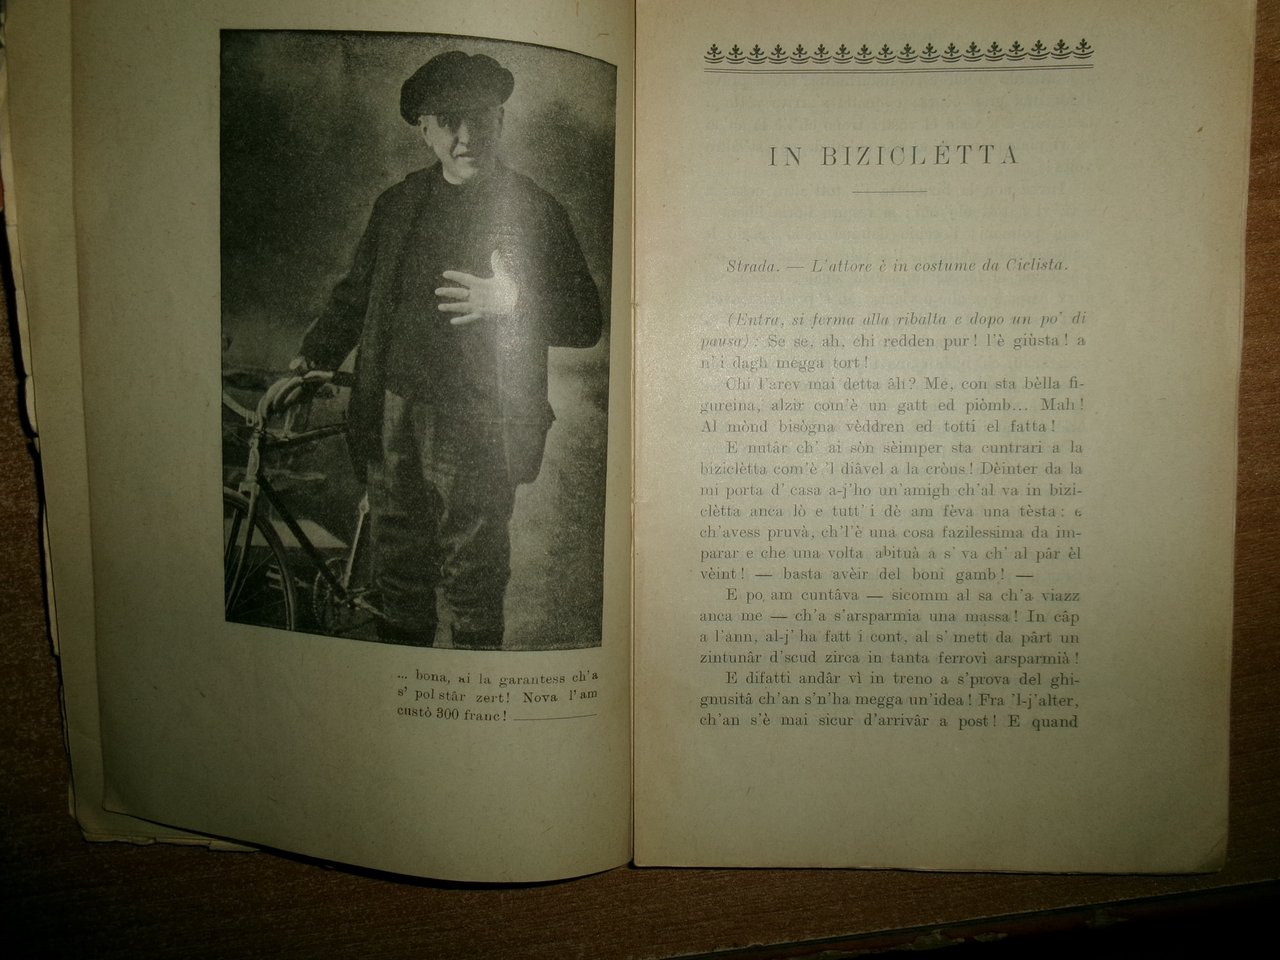 ... bona, ai la garantess ch'a
s' pol stâr zert! Nova l'am
custò 300 franc!
IN BIZICLÉTTA
Strada. — L'attore è in costume da Ciclista.
(Entra, si ferma alla ribalta e dopo un po' di
pausa): Se se, ah, chi redden pur! l'è giùsta! a
n' i dagh megga tort!
Chi l'arev mai detta âh? Mé, con sta bèlla fi-
gureina, alzir com'è un gatt ed piòmb... Mah!
Al mònd bisògna vèddren ed totti el fatta!
E nutâr ch' ai sòn sèimper sta cuntrari a la
biziclètta com'è 'l diâvel a la cròus! Dèinter da la
mi porta d' casa a-j'ho un'amigh ch'al va in bizi-
clètta anca lò e tutt' i dè am fèva una tèsta: e
ch'avess pruvà, ch'l'è una cosa fazilessima da im-
parar e che una volta abituà a s' va ch' al pâr èl
vèint! — basta avèir del boni gamb! —
E po, am cuntâva — sicomm al sa ch'a viazz
anca me — ch'a s'arsparmia una massa! In câp
a l'ann, al-j' ha fatt i cont, al s' mett da pârt un
zintunâr d'scud zirca in tanta ferrovì arsparmià!
E difatti andâr vì in treno a s'prova del ghi-
gnusitâ ch'an s'n'ha megga un'idea! Fra 'l-j'alter,
ch'an s'è mai sicur d'arrivâr a post! E quand